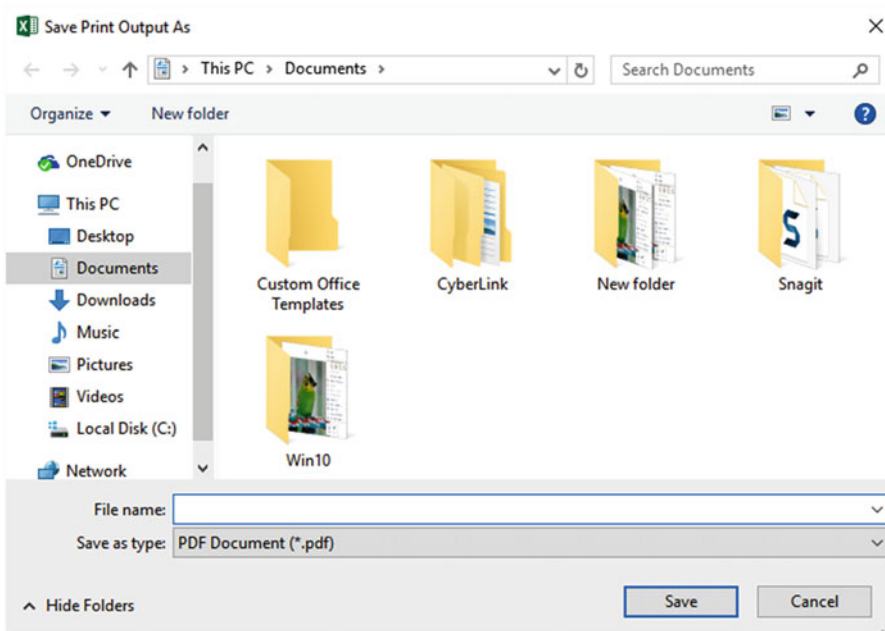 Save Print Output As
This PC > Documents >
Search Documents
Organize
New folder
OneDrive
This PC
Desktop
Documents
Downloads
Music
Pictures
Videos
Local Disk (C:)
Network
Custom Office
Templates
CyberLink
New folder
Snagit
Win10
File name:
Save as type: PDF Document (*.pdf)
Hide Folders
Save
Cancel